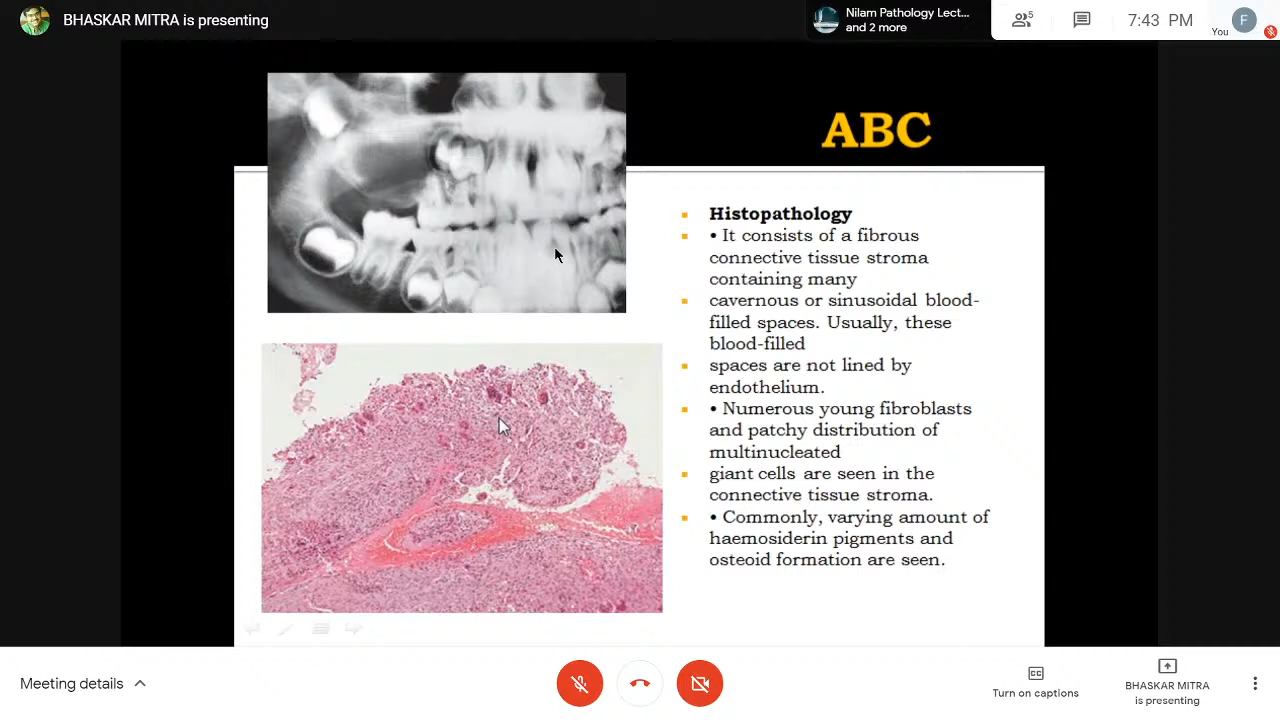 BHASKAR MITRA is presenting
Nilam Pathology Lect...
and 2 more
5
7:43 PM
You
F
ABC
Histopathology
• It consists of a fibrous
connective tissue stroma
containing many
cavernous or sinusoidal blood-
filled spaces. Usually, these
blood-filled
spaces are not lined by
endothelium.
• Numerous young fibroblasts
and patchy distribution of
multinucleated
giant cells are seen in the
connective tissue stroma.
• Commonly, varying amount of
haemosiderin pigments and
osteoid formation are seen.
Meeting details
CC
Turn on captions
BHASKAR MITRA
is presenting